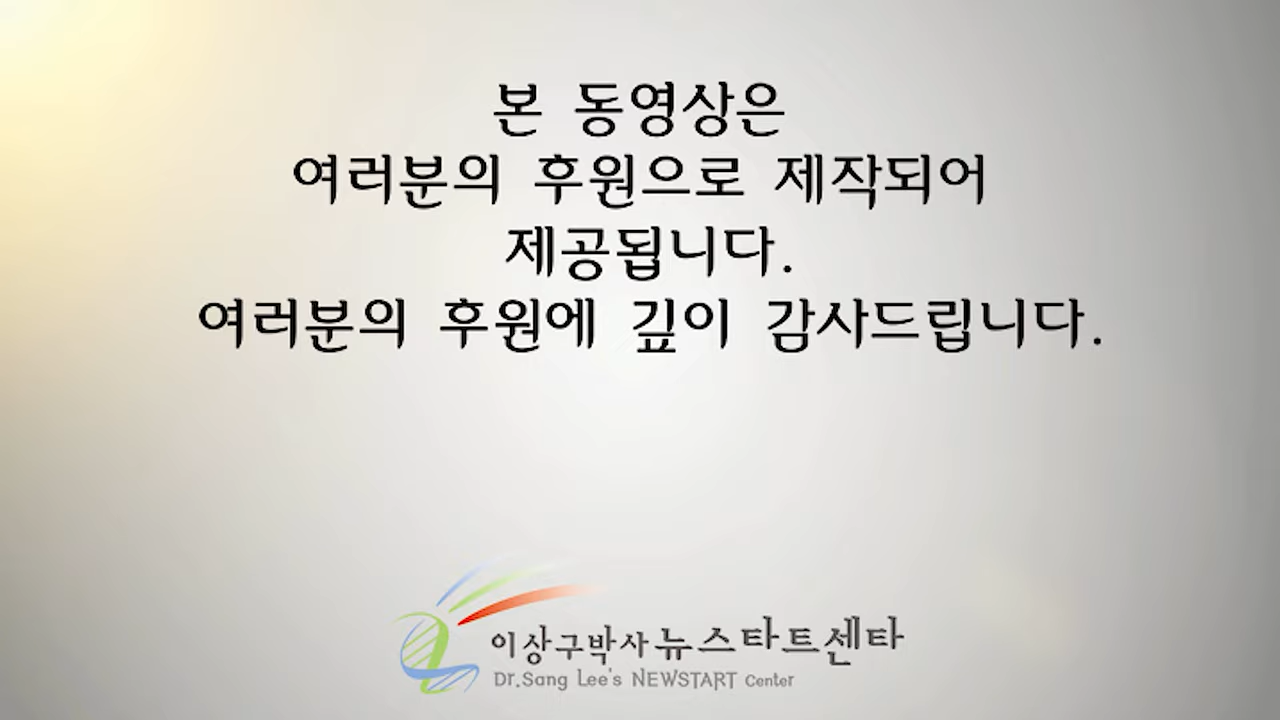 본 동영상은
여러분의 후원으로 제작되어
제공됩니다.
여러분의 후원에 깊이 감사드립니다.
이상구박사 뉴스타트센타
Dr.Sang Lee's NEWSTART Center